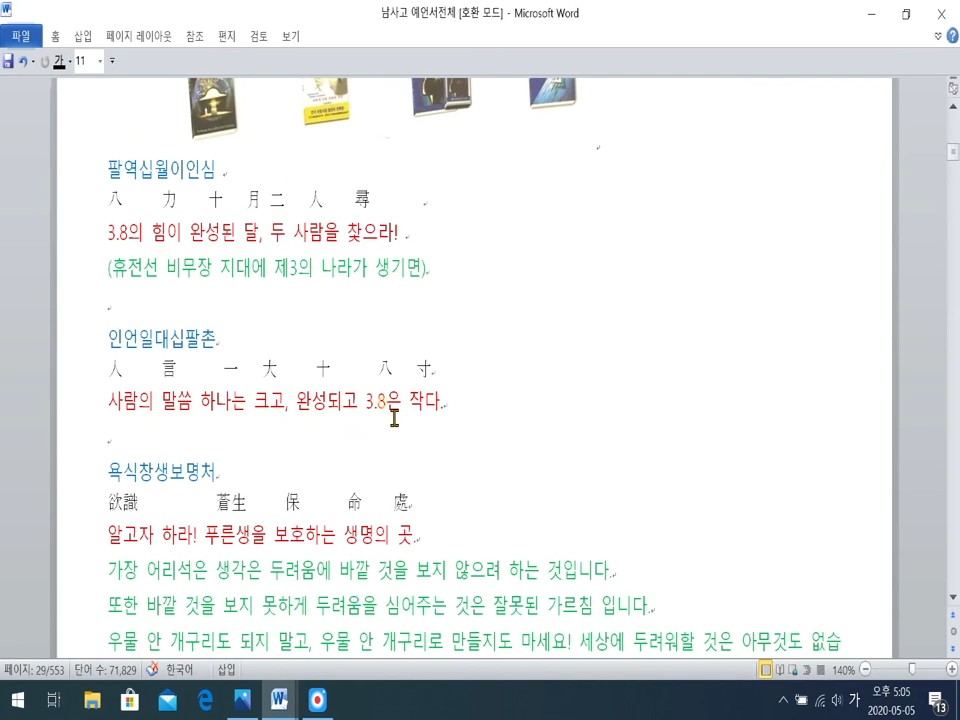 남사고 예언서전체 [호환 모드] - Microsoft Word
파일 홈 삽입 페이지 레이아웃 참조 편지 검토 보기
가 11
팔역십월이인심
八 力 十 月 二 人 尋
3.8의 힘이 완성된 달, 두 사람을 찾으라!
(휴전선 비무장 지대에 제3의 나라가 생기면)
인언일대십팔촌
人 言 一 大 十 八 寸
사람의 말씀 하나는 크고, 완성되고 3.8은 작다.
욕식창생보명처
欲識 蒼生 保 命 處
알고자 하라! 푸른생을 보호하는 생명의 곳.
가장 어리석은 생각은 두려움에 바깥 것을 보지 않으려 하는 것입니다.
또한 바깥 것을 보지 못하게 두려움을 심어주는 것은 잘못된 가르침 입니다.
우물 안 개구리도 되지 말고, 우물 안 개구리로 만들지도 마세요! 세상에 두려워할 것은 아무것도 없습
페이지: 29/553 단어 수: 71,829 한국어 삽입 140%
가 오후 5:05
2020-05-05 13